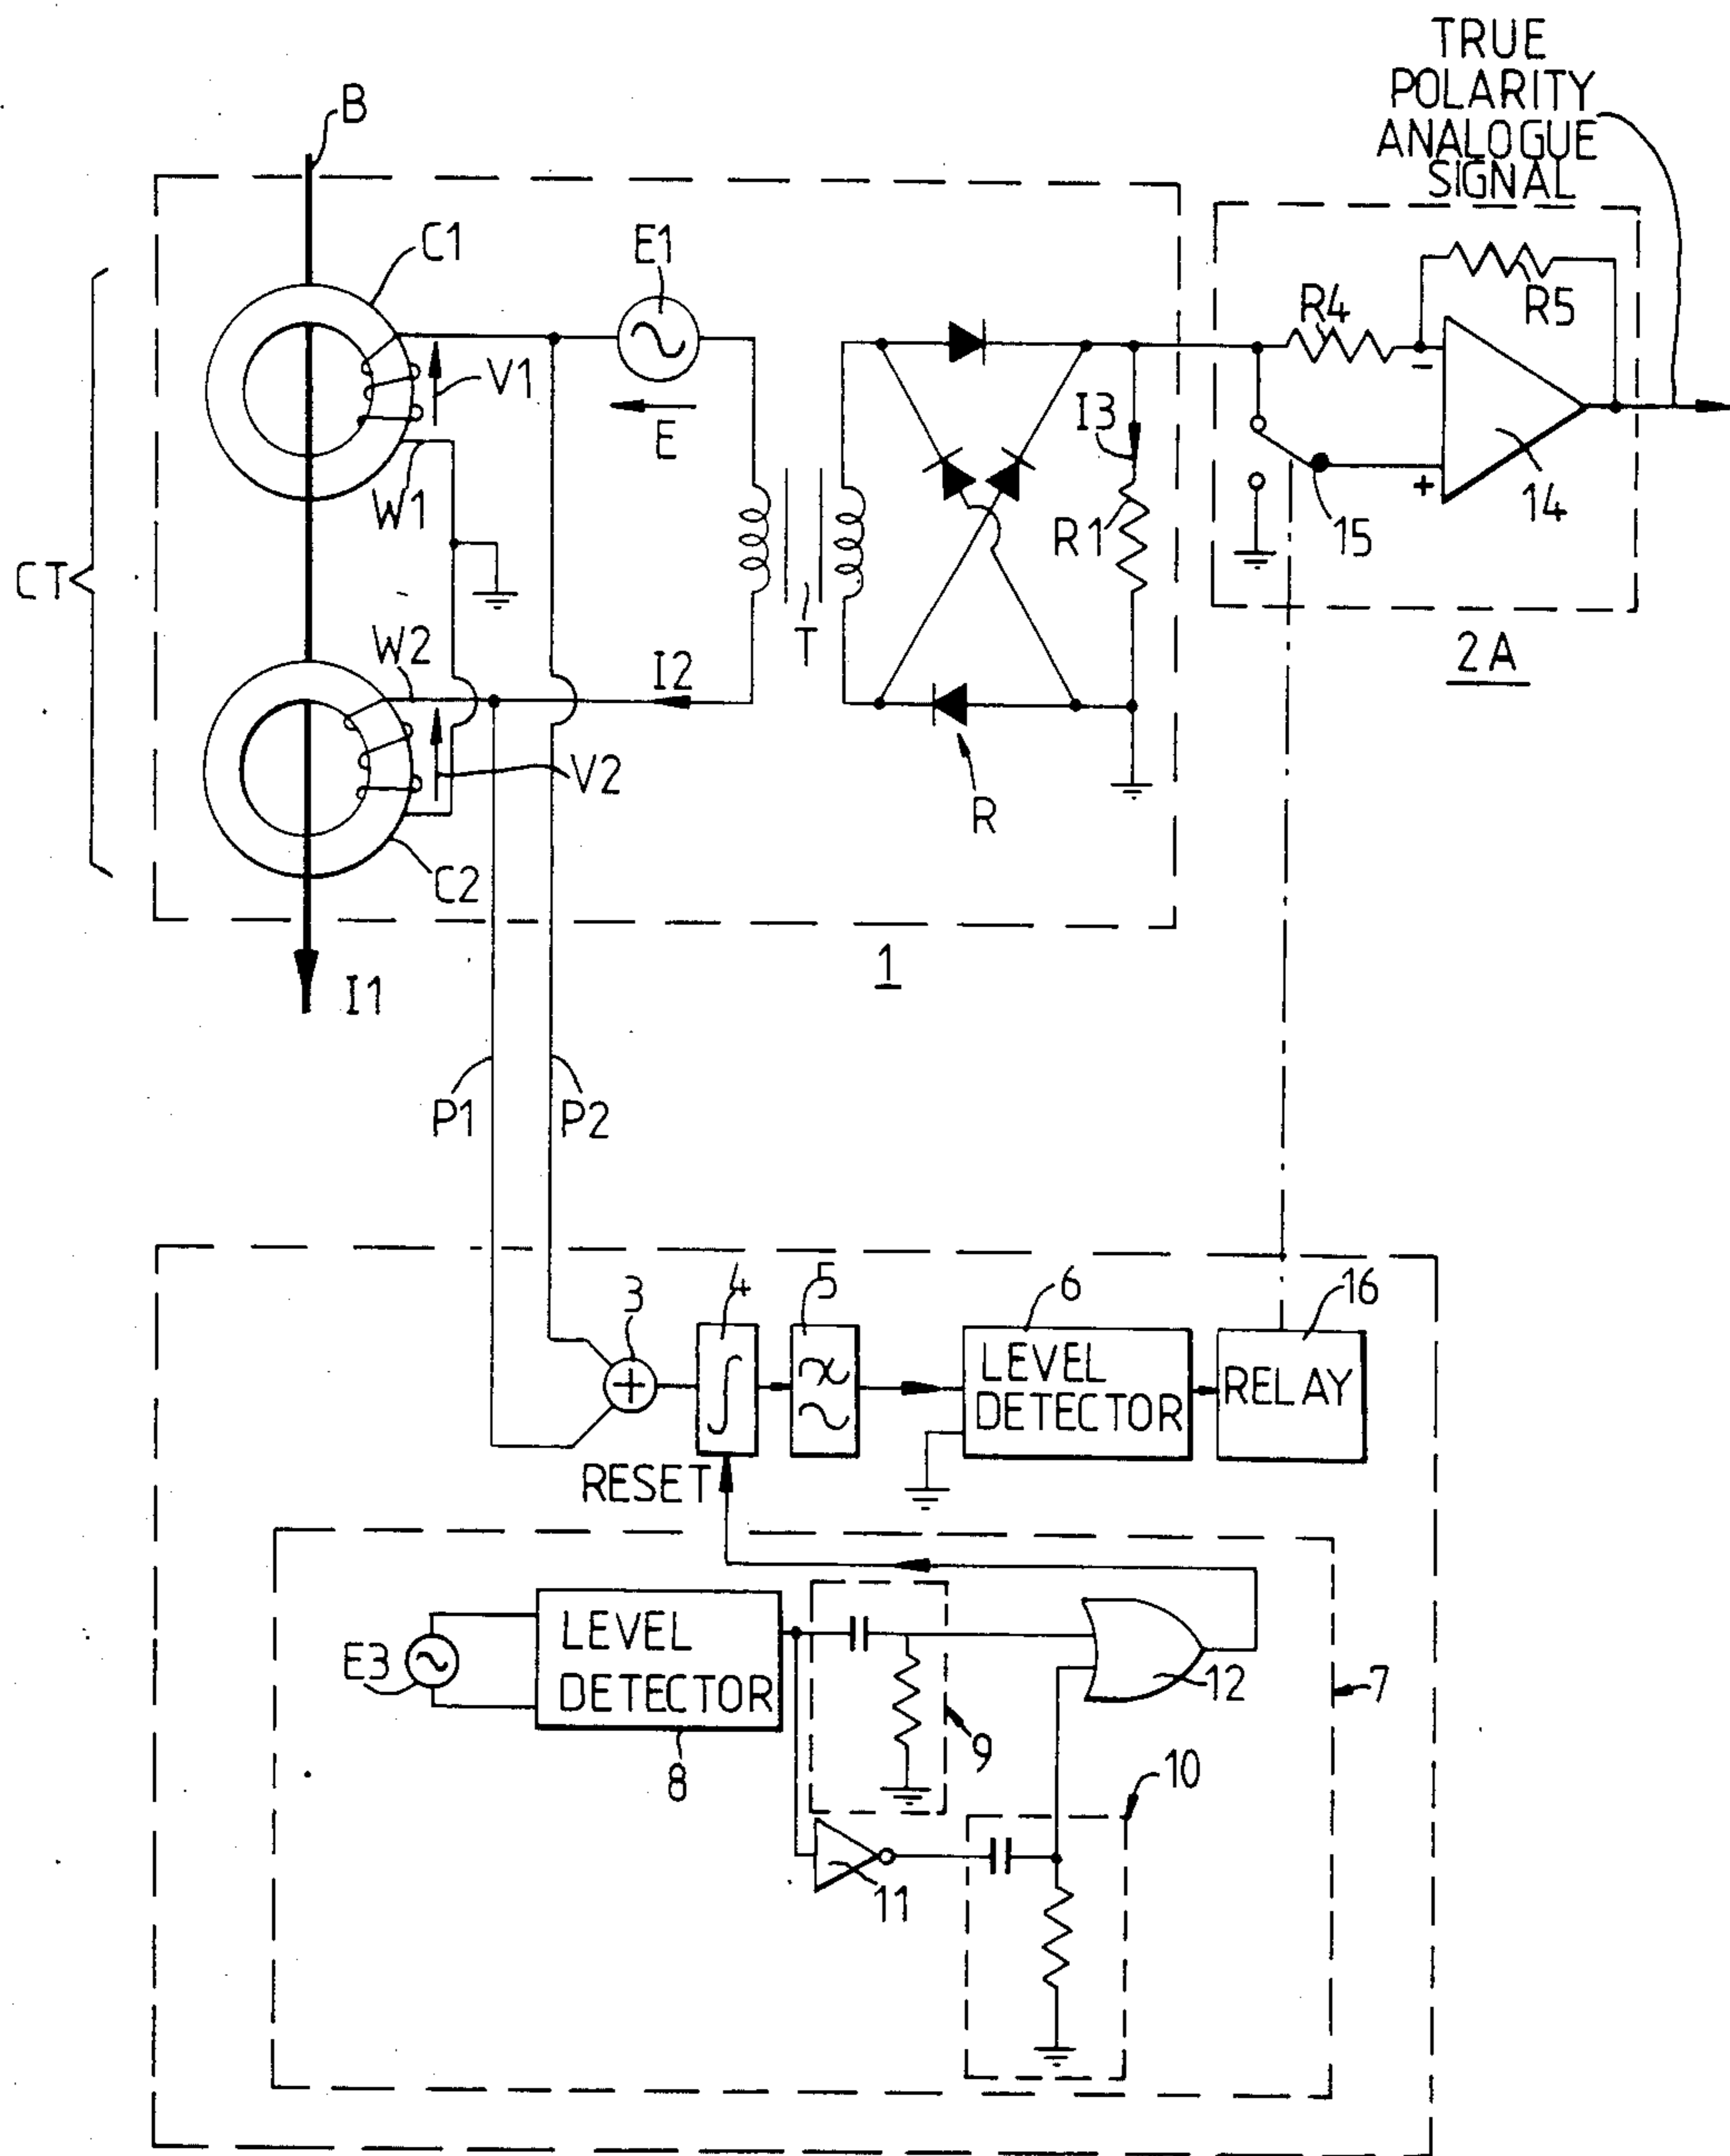 TRUE
POLARITY
ANALOGUE
SIGNAL
B
C1
E1
R5
R4
V1
E
I3
W1
R1
14
15
CT
W2
I2
T
2A
V2
R
C2
1
I1
P1
P2
3
4
5
6
16
LEVEL
DETECTOR
RELAY
RESET
E3
LEVEL
DETECTOR
12
7
9
8
10
11
+
-
+